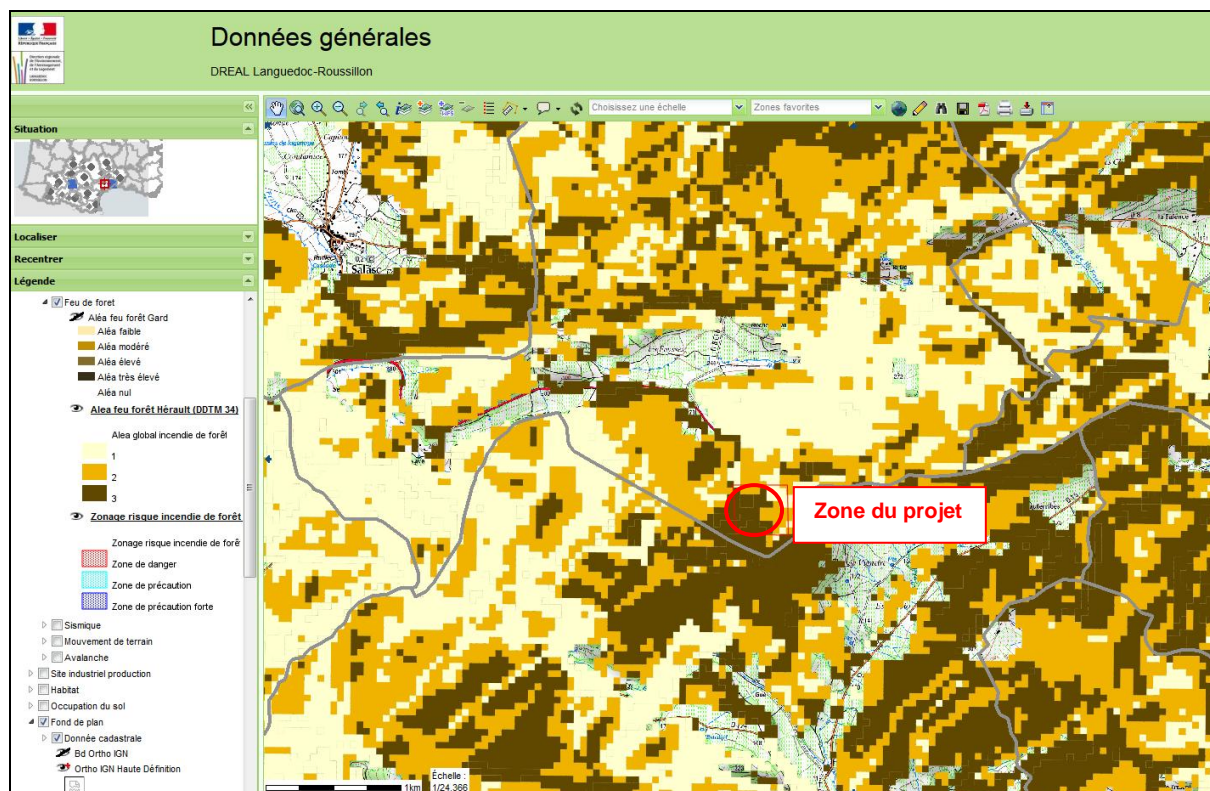 Données générales
DREAL Languedoc-Roussillon
Choisissez une échelle
Zones favorites
Situation
Localiser
Recentrer
Légende
Feu de foret
Aléa feu forêt Gard
Aléa faible
Aléa modéré
Aléa élevé
Aléa très élevé
Aléa nul
Alea feu forêt Hérault (DDTM 34)
Alea global incendie de forêt
1
2
3
Zonage risque incendie de forêt
Zonage risque incendie de forê
Zone de danger
Zone de précaution
Zone de précaution forte
Sismique
Mouvement de terrain
Avalanche
Site industriel production
Habitat
Occupation du sol
Fond de plan
Donnée cadastrale
Bd Ortho IGN
Ortho IGN Haute Définition
Salasc
Zone du projet
1km
Échelle :
1/24.366